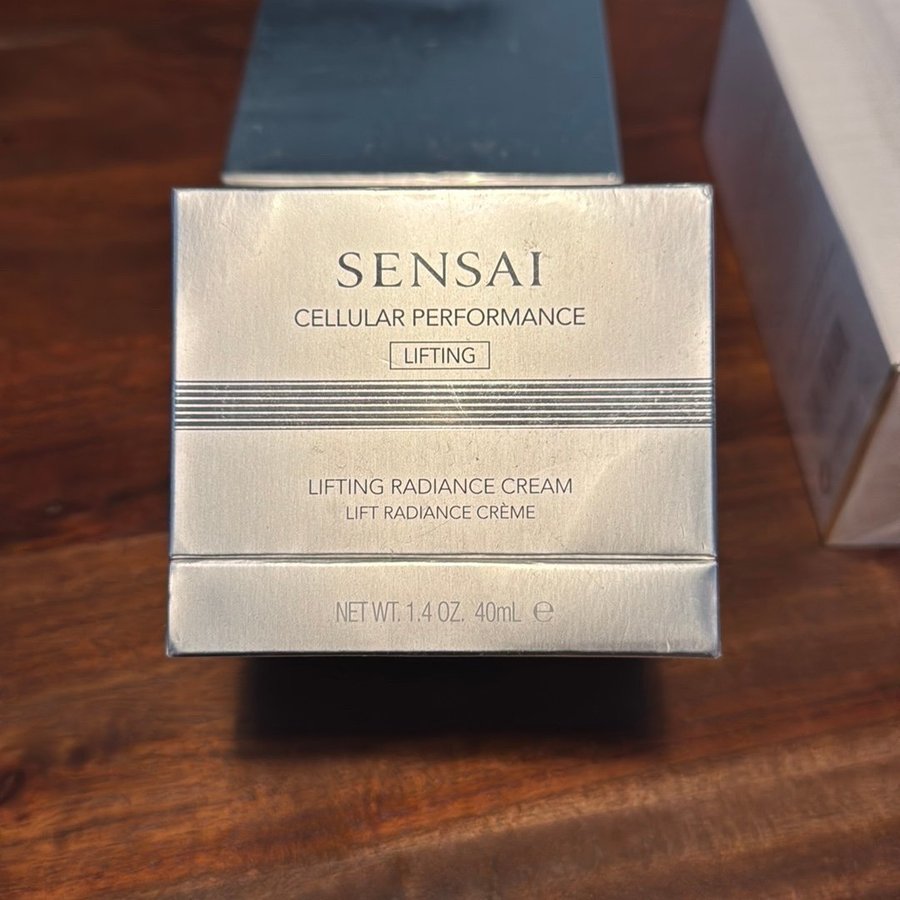 SENSAI
CELLULAR PERFORMANCE
LIFTING
LIFTING RADIANCE CREAM
LIFT RADIANCE CRÈME
NET WT. 1.4 OZ. 40mL ℮